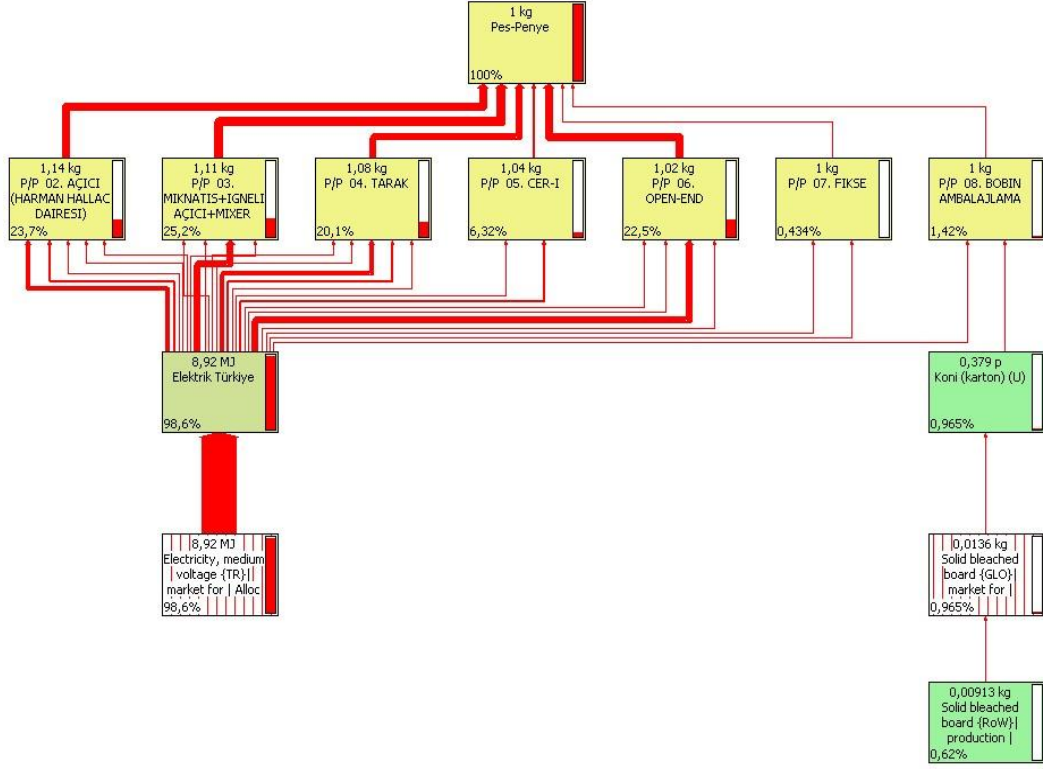 1 kg
Pes-Penye
100%
1,14 kg
P/P 02. AÇICI
(HARMAN HALLAC
DAIRESI)
23,7%
1,11 kg
P/P 03.
MIKNATIS+IGNELI
AÇICI+MIXER
25,2%
1,08 kg
P/P 04. TARAK
20,1%
1,04 kg
P/P 05. CER-I
6,32%
1,02 kg
P/P 06.
OPEN-END
22,5%
1 kg
P/P 07. FIKSE
0,434%
1 kg
P/P 08. BOBIN
AMBALAJLAMA
1,42%
8,92 MJ
Elektrik Türkiye
98,6%
0,379 p
Koni (karton) (U)
0,965%
8,92 MJ
Electricity, medium
voltage {TR}|
market for | Alloc
98,6%
0,0136 kg
Solid bleached
board {GLO}|
market for |
0,965%
0,00913 kg
Solid bleached
board {RoW}|
production |
0,62%